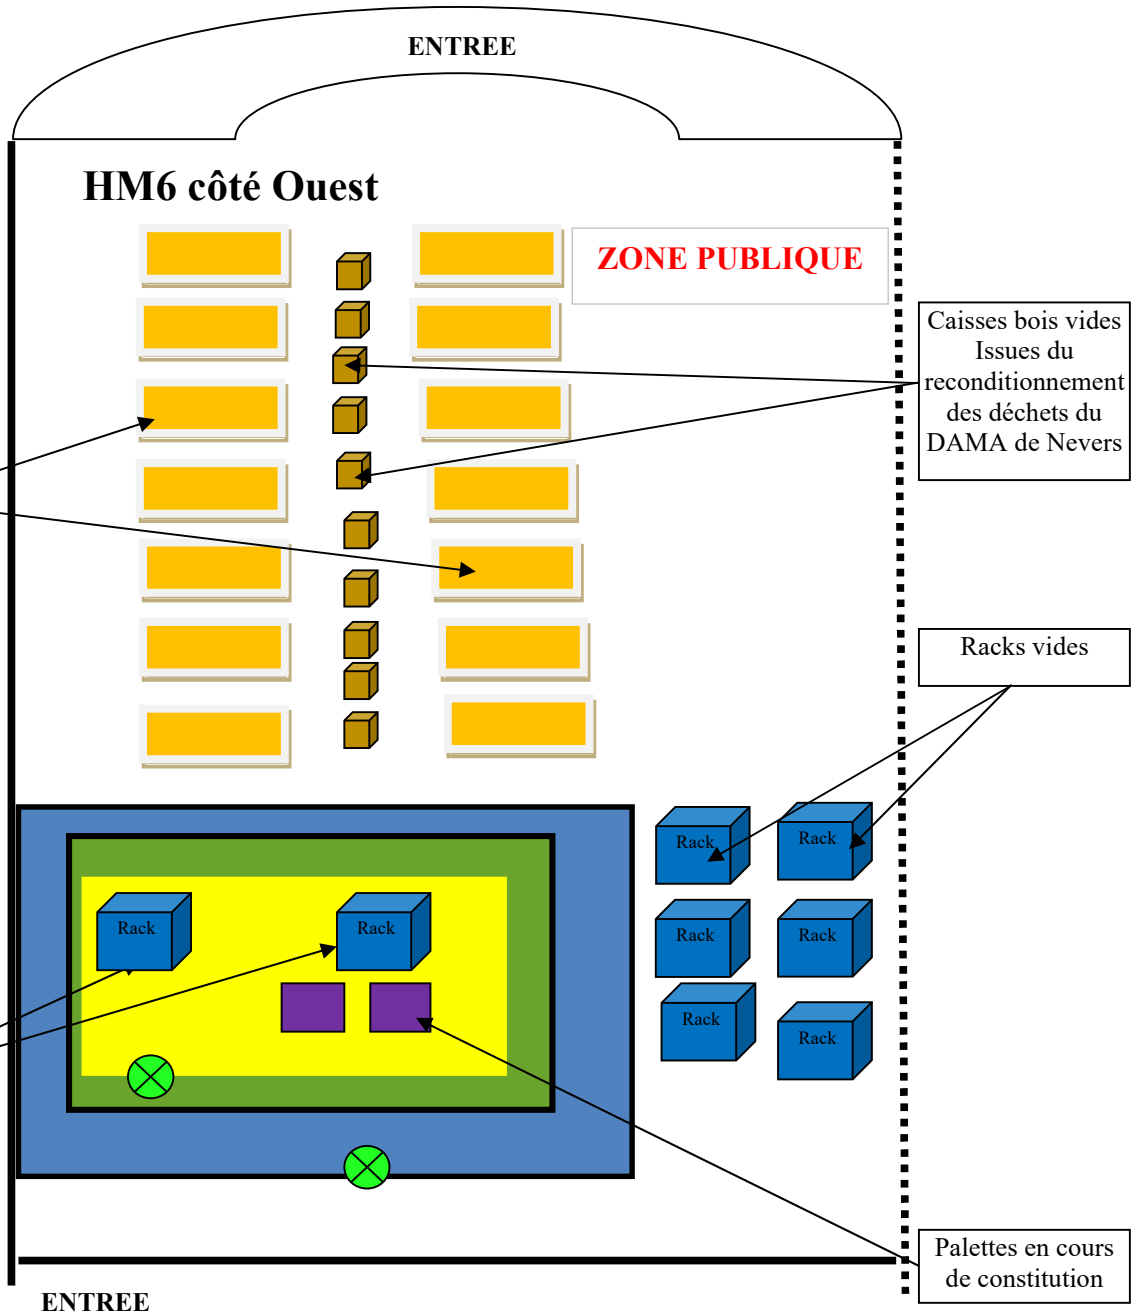 ENTREE
HM6 côté Ouest
ZONE PUBLIQUE
Caisses bois vides
Issues du
reconditionnement
des déchets du
DAMA de Nevers
Racks vides
Rack
Rack
Rack
Rack
Rack
Rack
Rack
Rack
Palettes en cours
de constitution
ENTREE